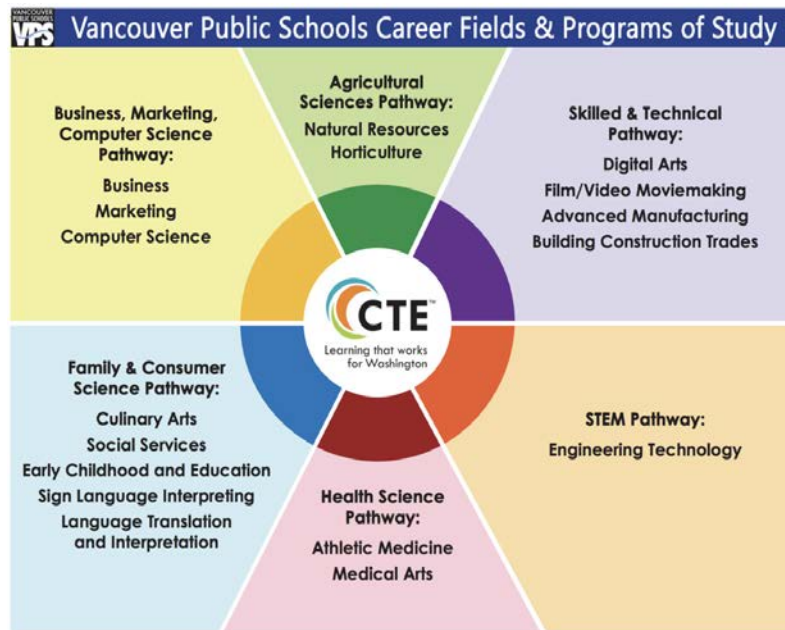 VANCOUVER
PUBLIC SCHOOLS
VPS
Vancouver Public Schools Career Fields & Programs of Study
Business, Marketing,
Computer Science
Pathway:
Business
Marketing
Computer Science
Agricultural
Sciences Pathway:
Natural Resources
Horticulture
Skilled & Technical
Pathway:
Digital Arts
Film/Video Moviemaking
Advanced Manufacturing
Building Construction Trades
CTE™
Learning that works
for Washington
Family & Consumer
Science Pathway:
Culinary Arts
Social Services
Early Childhood and Education
Sign Language Interpreting
Language Translation
and Interpretation
Health Science
Pathway:
Athletic Medicine
Medical Arts
STEM Pathway:
Engineering Technology